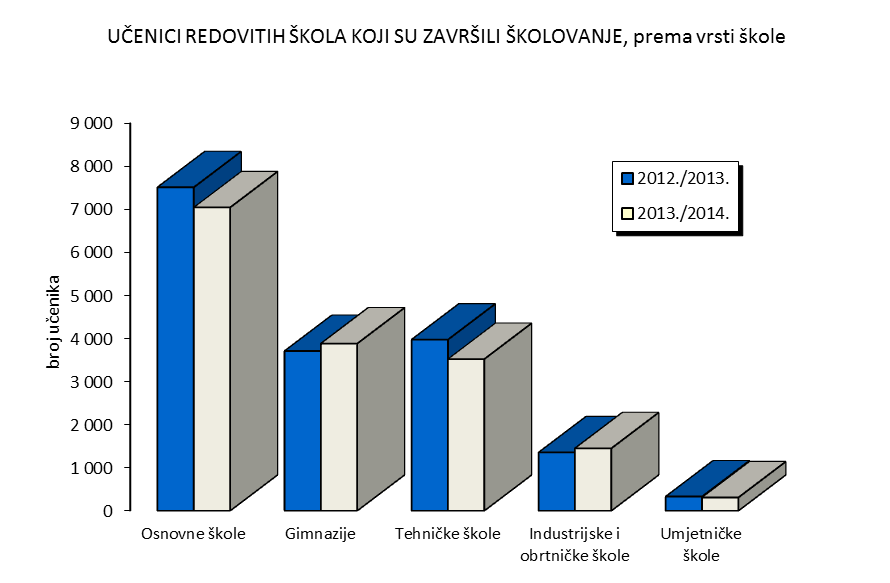 UČENICI REDOVITIH ŠKOLA KOJI SU ZAVRŠILI ŠKOLOVANJE, prema vrsti škole
9 000
8 000
7 000
6 000
5 000
4 000
3 000
2 000
1 000
0
broj učenika
2012./2013.
2013./2014.
Osnovne škole
Gimnazije
Tehničke škole
Industrijske i
obrtničke škole
Umjetničke
škole